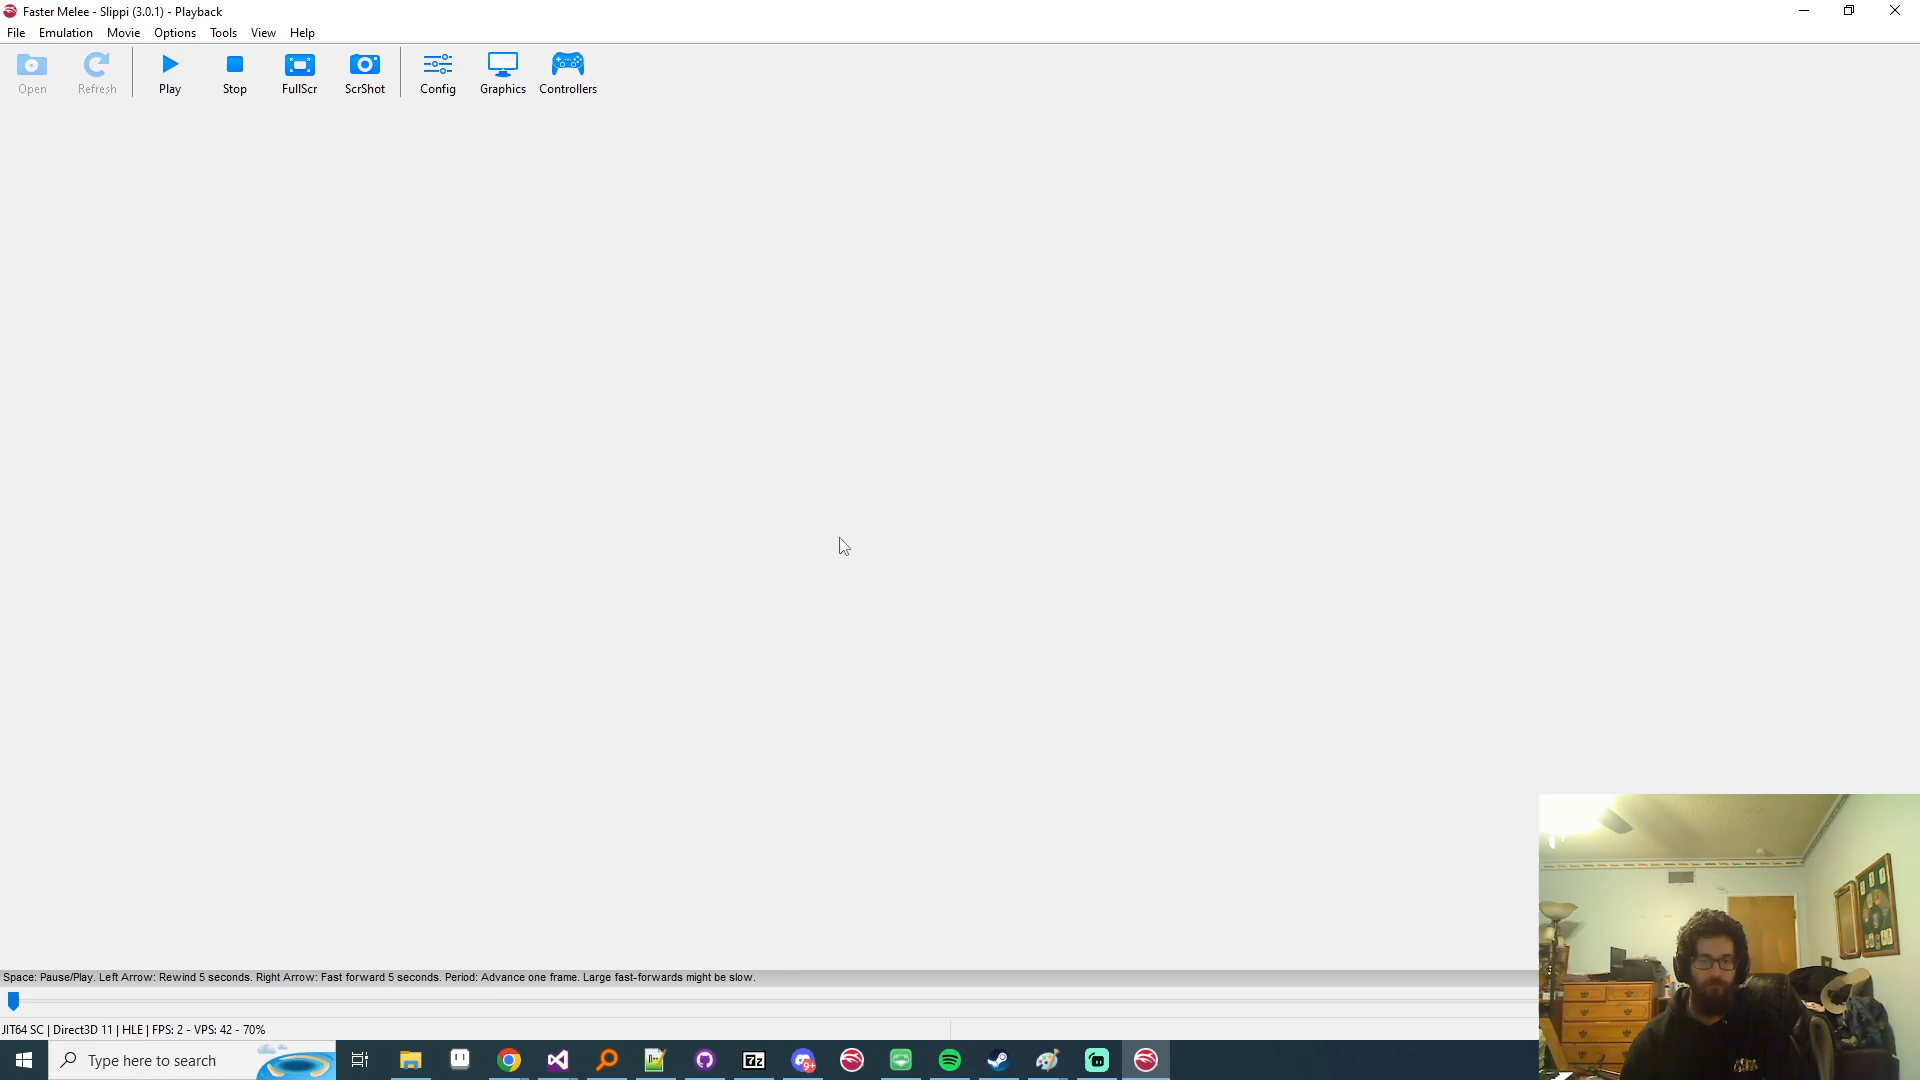 Faster Melee - Slippi (3.0.1) - Playback
File Emulation Movie Options Tools View Help
Open Refresh Play Stop FullScr ScrShot Config Graphics Controllers
Space: Pause/Play. Left Arrow: Rewind 5 seconds. Right Arrow: Fast forward 5 seconds. Period: Advance one frame. Large fast-forwards might be slow.
JIT64 SC | Direct3D 11 | HLE | FPS: 2 - VPS: 42 - 70%
Type here to search
7z
9+